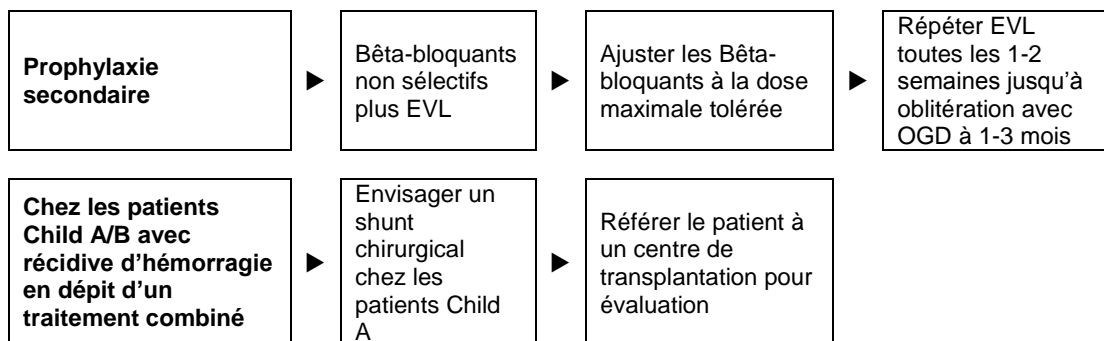 Prophylaxie
secondaire
▶
Bêta-bloquants
non sélectifs
plus EVL
▶
Ajuster les Bêta-
bloquants à la dose
maximale tolérée
▶
Répéter EVL
toutes les 1-2
semaines jusqu’à
oblitération avec
OGD à 1-3 mois
Chez les patients
Child A/B avec
récidive d’hémorragie
en dépit d’un
traitement combiné
▶
Envisager un
shunt
chirurgical
chez les
patients Child
A
▶
Référer le patient à
un centre de
transplantation pour
évaluation